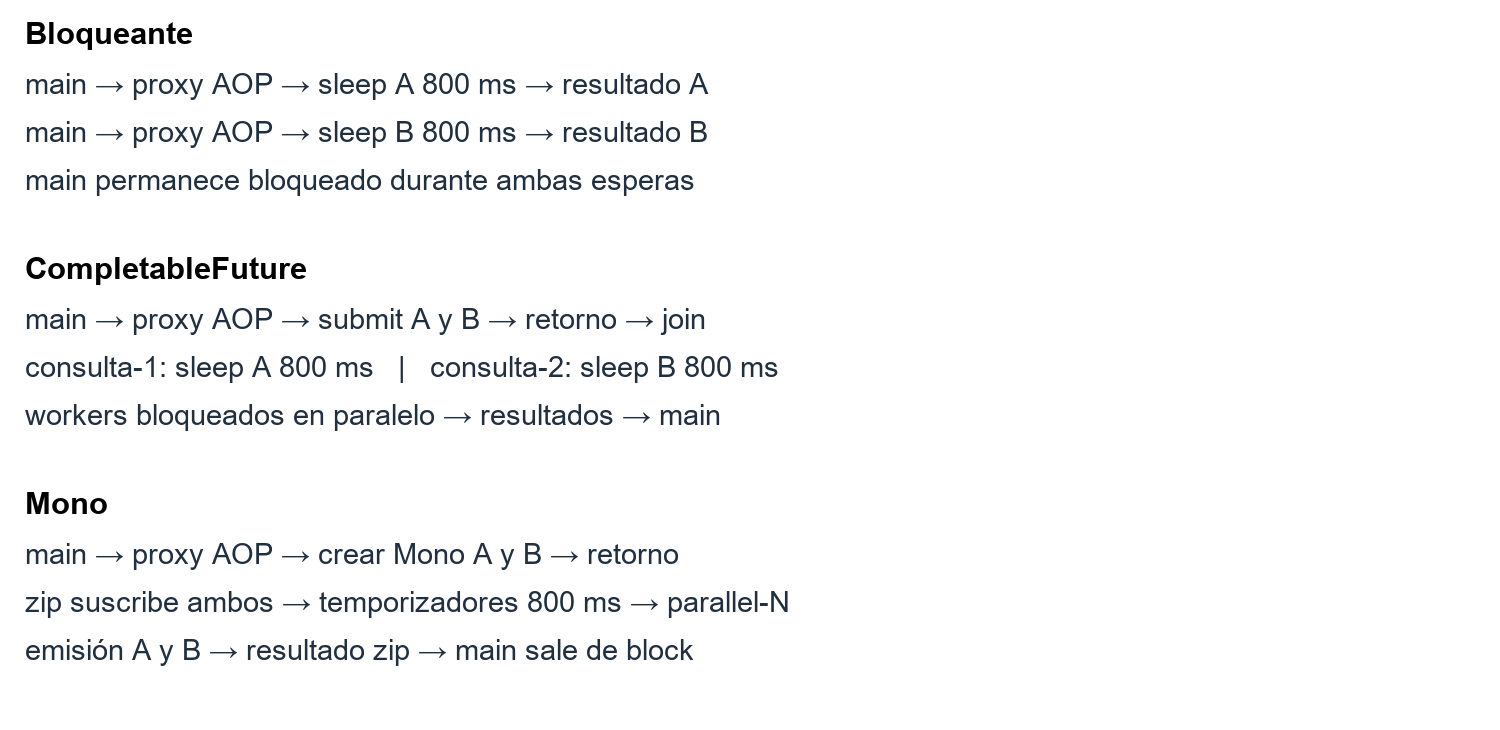 Bloqueante
main → proxy AOP → sleep A 800 ms → resultado A
main → proxy AOP → sleep B 800 ms → resultado B
main permanece bloqueado durante ambas esperas
CompletableFuture
main → proxy AOP → submit A y B → retorno → join
consulta-1: sleep A 800 ms | consulta-2: sleep B 800 ms
workers bloqueados en paralelo → resultados → main
Mono
main → proxy AOP → crear Mono A y B → retorno
zip suscribe ambos → temporizadores 800 ms → parallel-N
emisión A y B → resultado zip → main sale de block